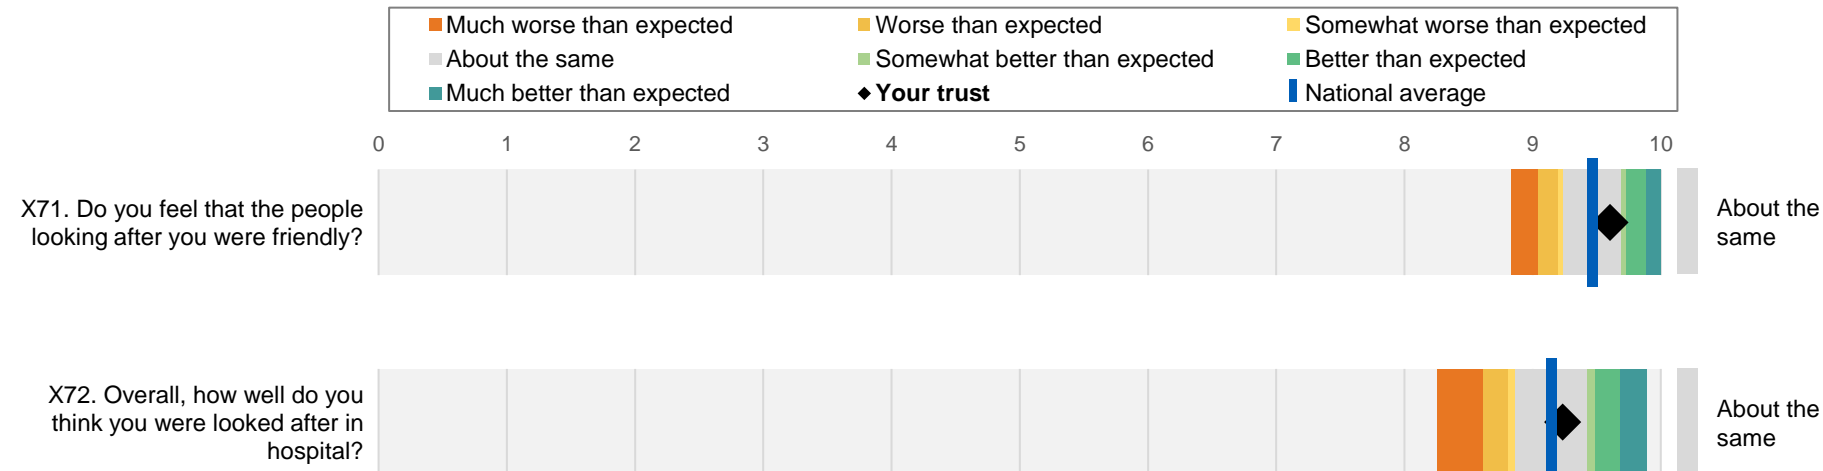 Much worse than expected
Worse than expected
Somewhat worse than expected
About the same
Somewhat better than expected
Better than expected
Much better than expected
Your trust
National average
0 1 2 3 4 5 6 7 8 9 10
X71. Do you feel that the people
looking after you were friendly?
About the
same
X72. Overall, how well do you
think you were looked after in
hospital?
About the
same